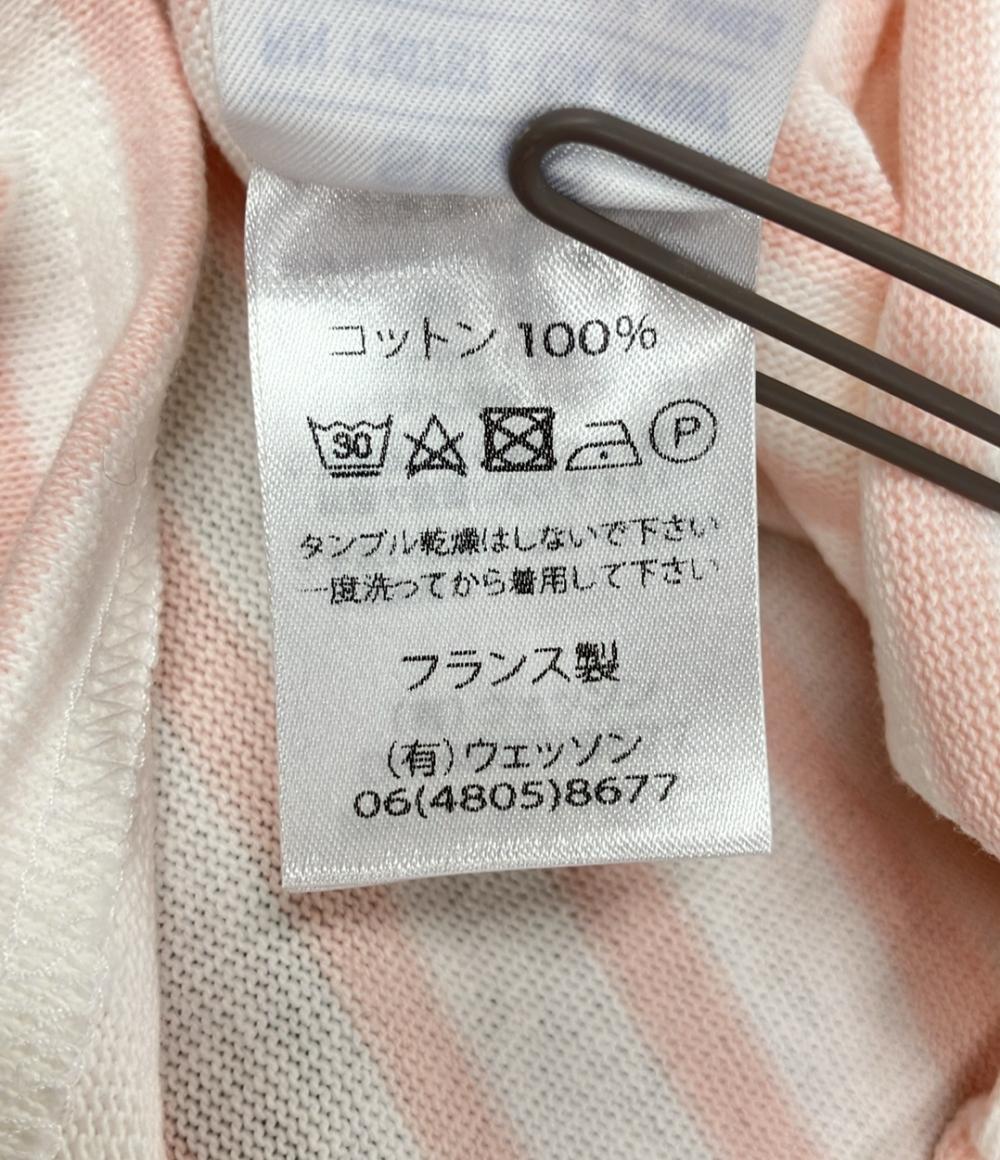 コットン 100%
30
P
タンブル乾燥はしないで下さい
一度洗ってから着用して下さい
フランス製
(有)ウェッソン
06(4805)8677